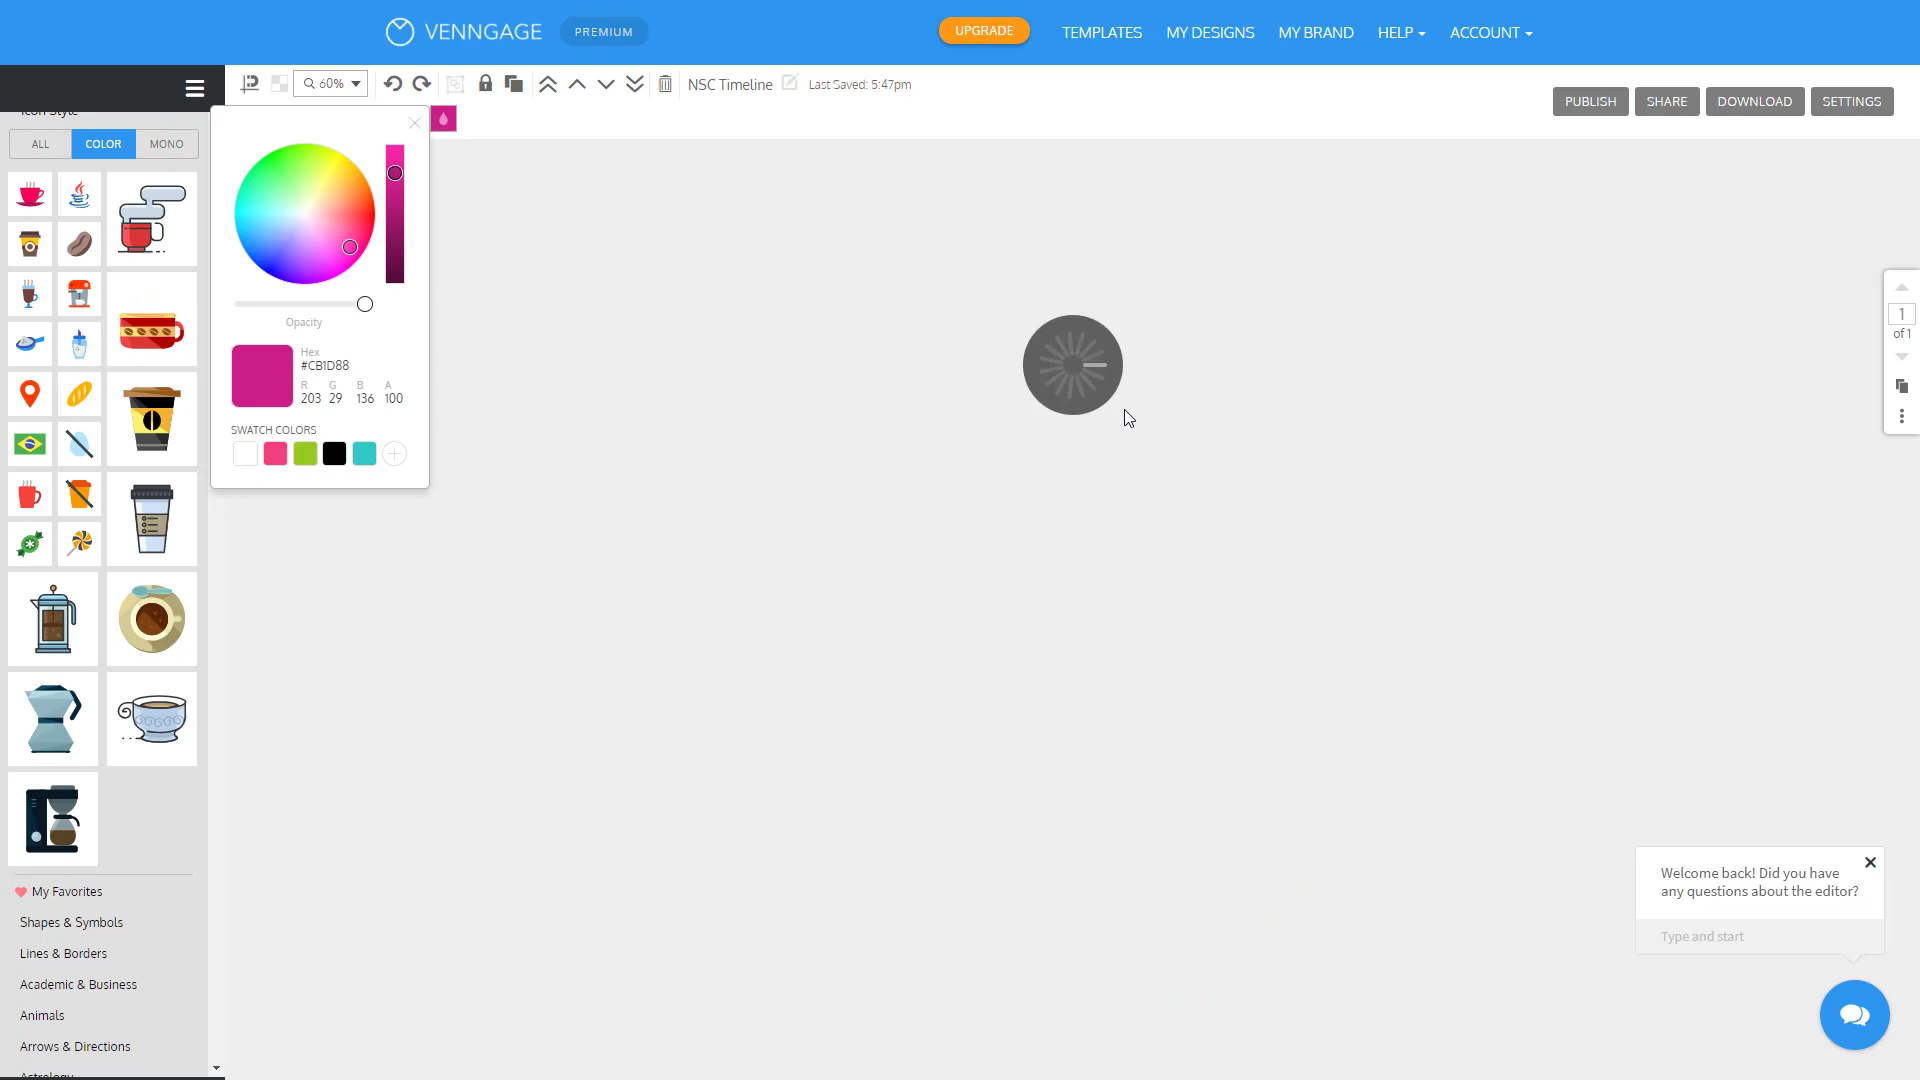 VENNGAGE
PREMIUM
UPGRADE
TEMPLATES
MY DESIGNS
MY BRAND
HELP
ACCOUNT
60%
NSC Timeline
Last Saved: 5:47pm
PUBLISH
SHARE
DOWNLOAD
SETTINGS
Icon Style
ALL
COLOR
MONO
Opacity
Hex
#CB1D88
R G B A
203 29 136 100
SWATCH COLORS
1
of 1
My Favorites
Shapes & Symbols
Lines & Borders
Academic & Business
Animals
Arrows & Directions
Astrology
Welcome back! Did you have
any questions about the editor?
Type and start